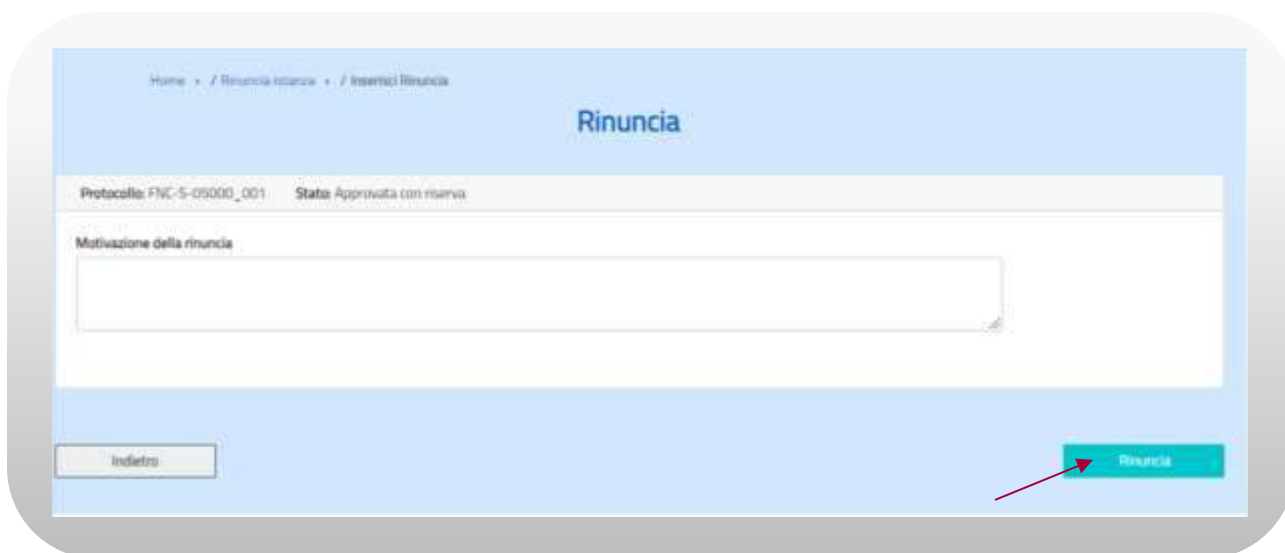 Home • / Rinuncia istanza • / Inserisci Rinuncia
Rinuncia
Protocollo: FNC-S-05000_001 Stato: Approvata con riserva
Motivazione della rinuncia
Indietro
Rinuncia